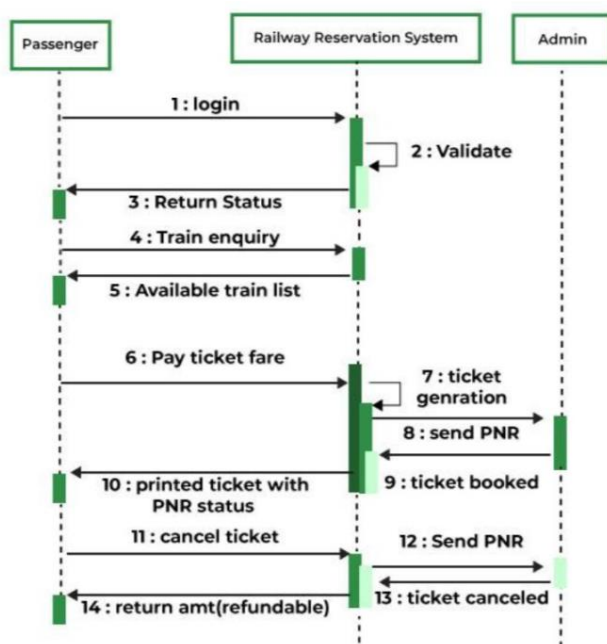 Passenger
Railway Reservation System
Admin
1 : login
2 : Validate
3 : Return Status
4 : Train enquiry
5 : Available train list
6 : Pay ticket fare
7 : ticket
genration
8 : send PNR
9 : ticket booked
10 : printed ticket with
PNR status
11 : cancel ticket
12 : Send PNR
13 : ticket canceled
14 : return amt(refundable)